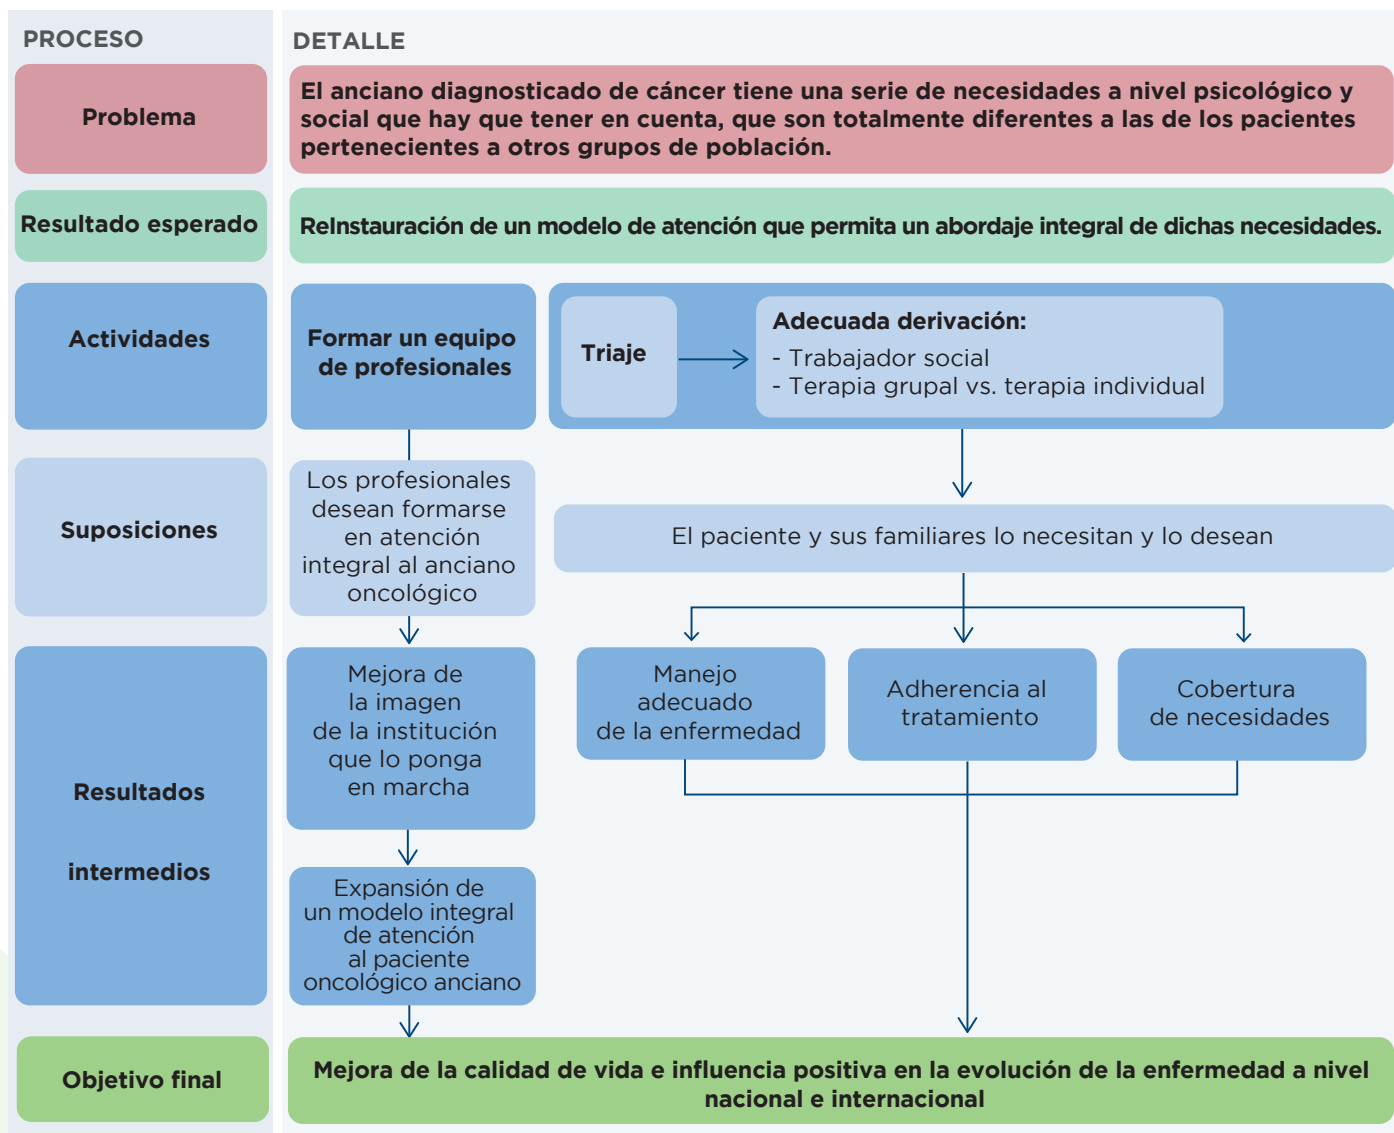 PROCESO
DETALLE
Problema
El anciano diagnosticado de cáncer tiene una serie de necesidades a nivel psicológico y
social que hay que tener en cuenta, que son totalmente diferentes a las de los pacientes
pertenecientes a otros grupos de población.
Resultado esperado
ReInstauración de un modelo de atención que permita un abordaje integral de dichas necesidades.
Actividades
Formar un equipo
de profesionales
Triaje
Adecuada derivación:
- Trabajador social
- Terapia grupal vs. terapia individual
Suposiciones
Los profesionales
desean formarse
en atención
integral al anciano
oncológico
El paciente y sus familiares lo necesitan y lo desean
Resultados
intermedios
Mejora de
la imagen
de la institución
que lo ponga
en marcha
Manejo
adecuado
de la enfermedad
Adherencia al
tratamiento
Cobertura
de necesidades
Expansión de
un modelo integral
de atención
al paciente
oncológico anciano
Objetivo final
Mejora de la calidad de vida e influencia positiva en la evolución de la enfermedad a nivel
nacional e internacional